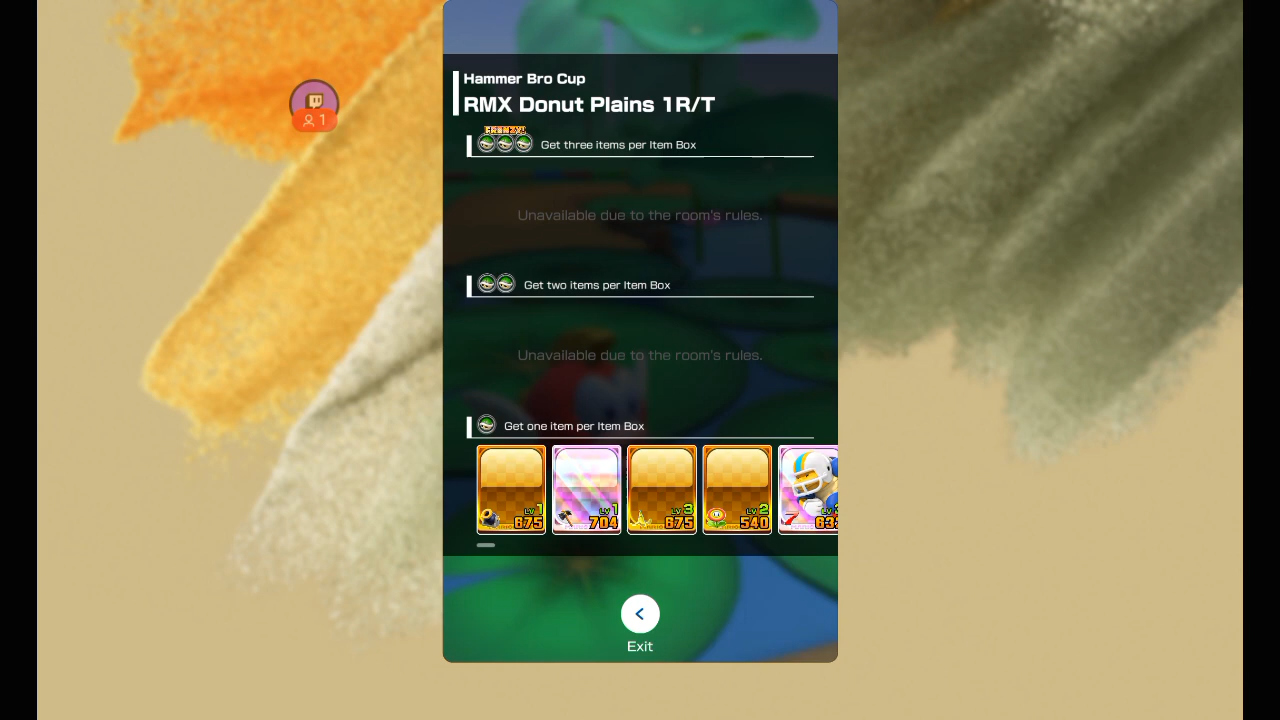 Hammer Bro Cup
RMX Donut Plains 1R/T
FRENZY!
Get three items per Item Box
Unavailable due to the room's rules.
Get two items per Item Box
Unavailable due to the room's rules.
Get one item per Item Box
LV 1 LV 1 LV 3 LV 2
675 704 675 540
Exit
1